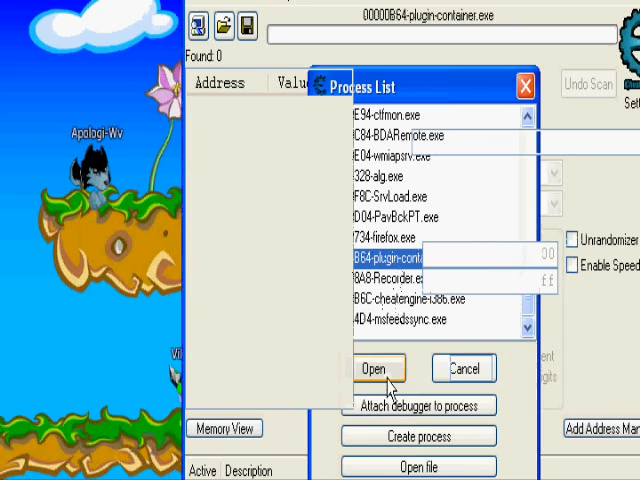 00000B64-plugin-container.exe
Found: 0
Address
Valu
Process List
Undo Scan
E94-ctfmon.exe
C84-BDARemote.exe
E04-wmiapsrv.exe
328-alg.exe
F8C-SrvLoad.exe
D04-PavBckPT.exe
734-firefox.exe
B64-plugin-conta
8A8-Recorder.ex
B6C-cheatengine-i386.exe
4D4-msfeedssync.exe
Apologi-Wv
Unrandomizer
00
Enable Speed
ff
Open
Cancel
Attach debugger to process
Memory View
Create process
Add Address Man
Open file
Active
Description